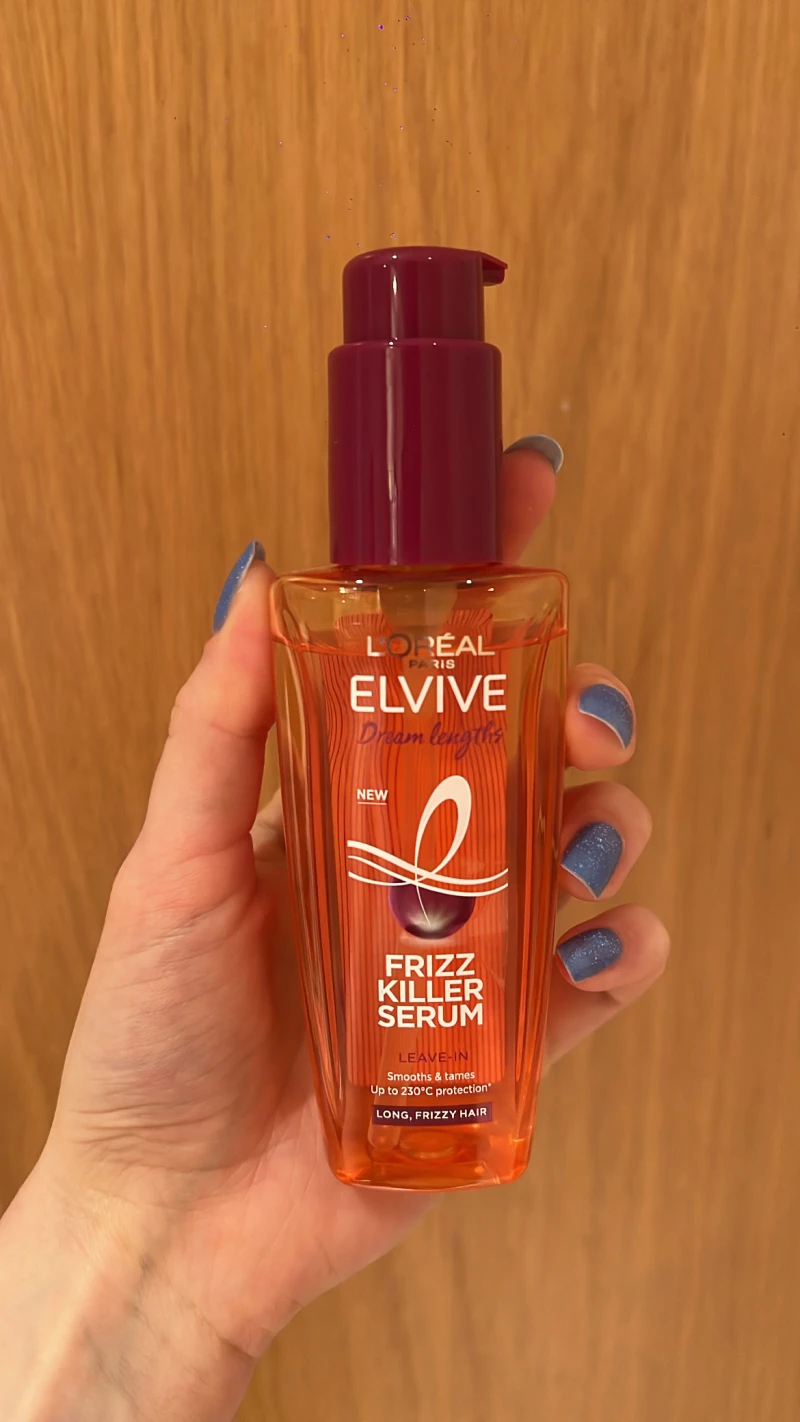 L'ORÉAL
PARIS
ELVIVE
Dream lengths
NEW
FRIZZ
KILLER
SERUM
LEAVE-IN
Smooths & tames
Up to 230°C protection*
LONG, FRIZZY HAIR